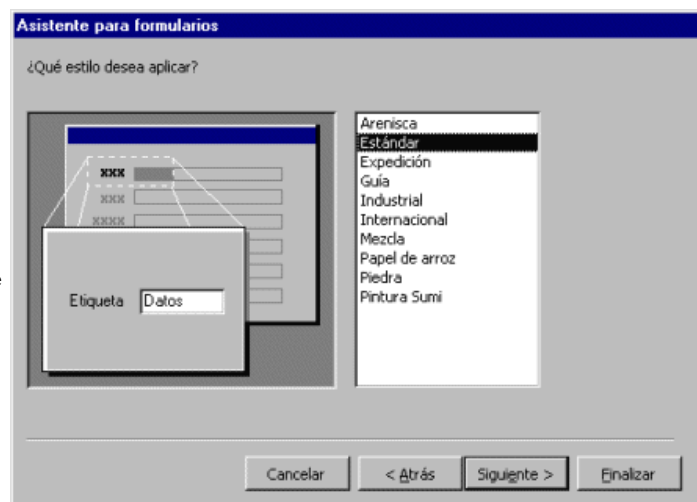 Asistente para formularios
¿Qué estilo desea aplicar?
xxx
xxx
xxxx
Etiqueta Datos
Arenisca
Estándar
Expedición
Guía
Industrial
Internacional
Mezcla
Papel de arroz
Piedra
Pintura Sumi
Cancelar < Atrás Siguiente > Finalizar